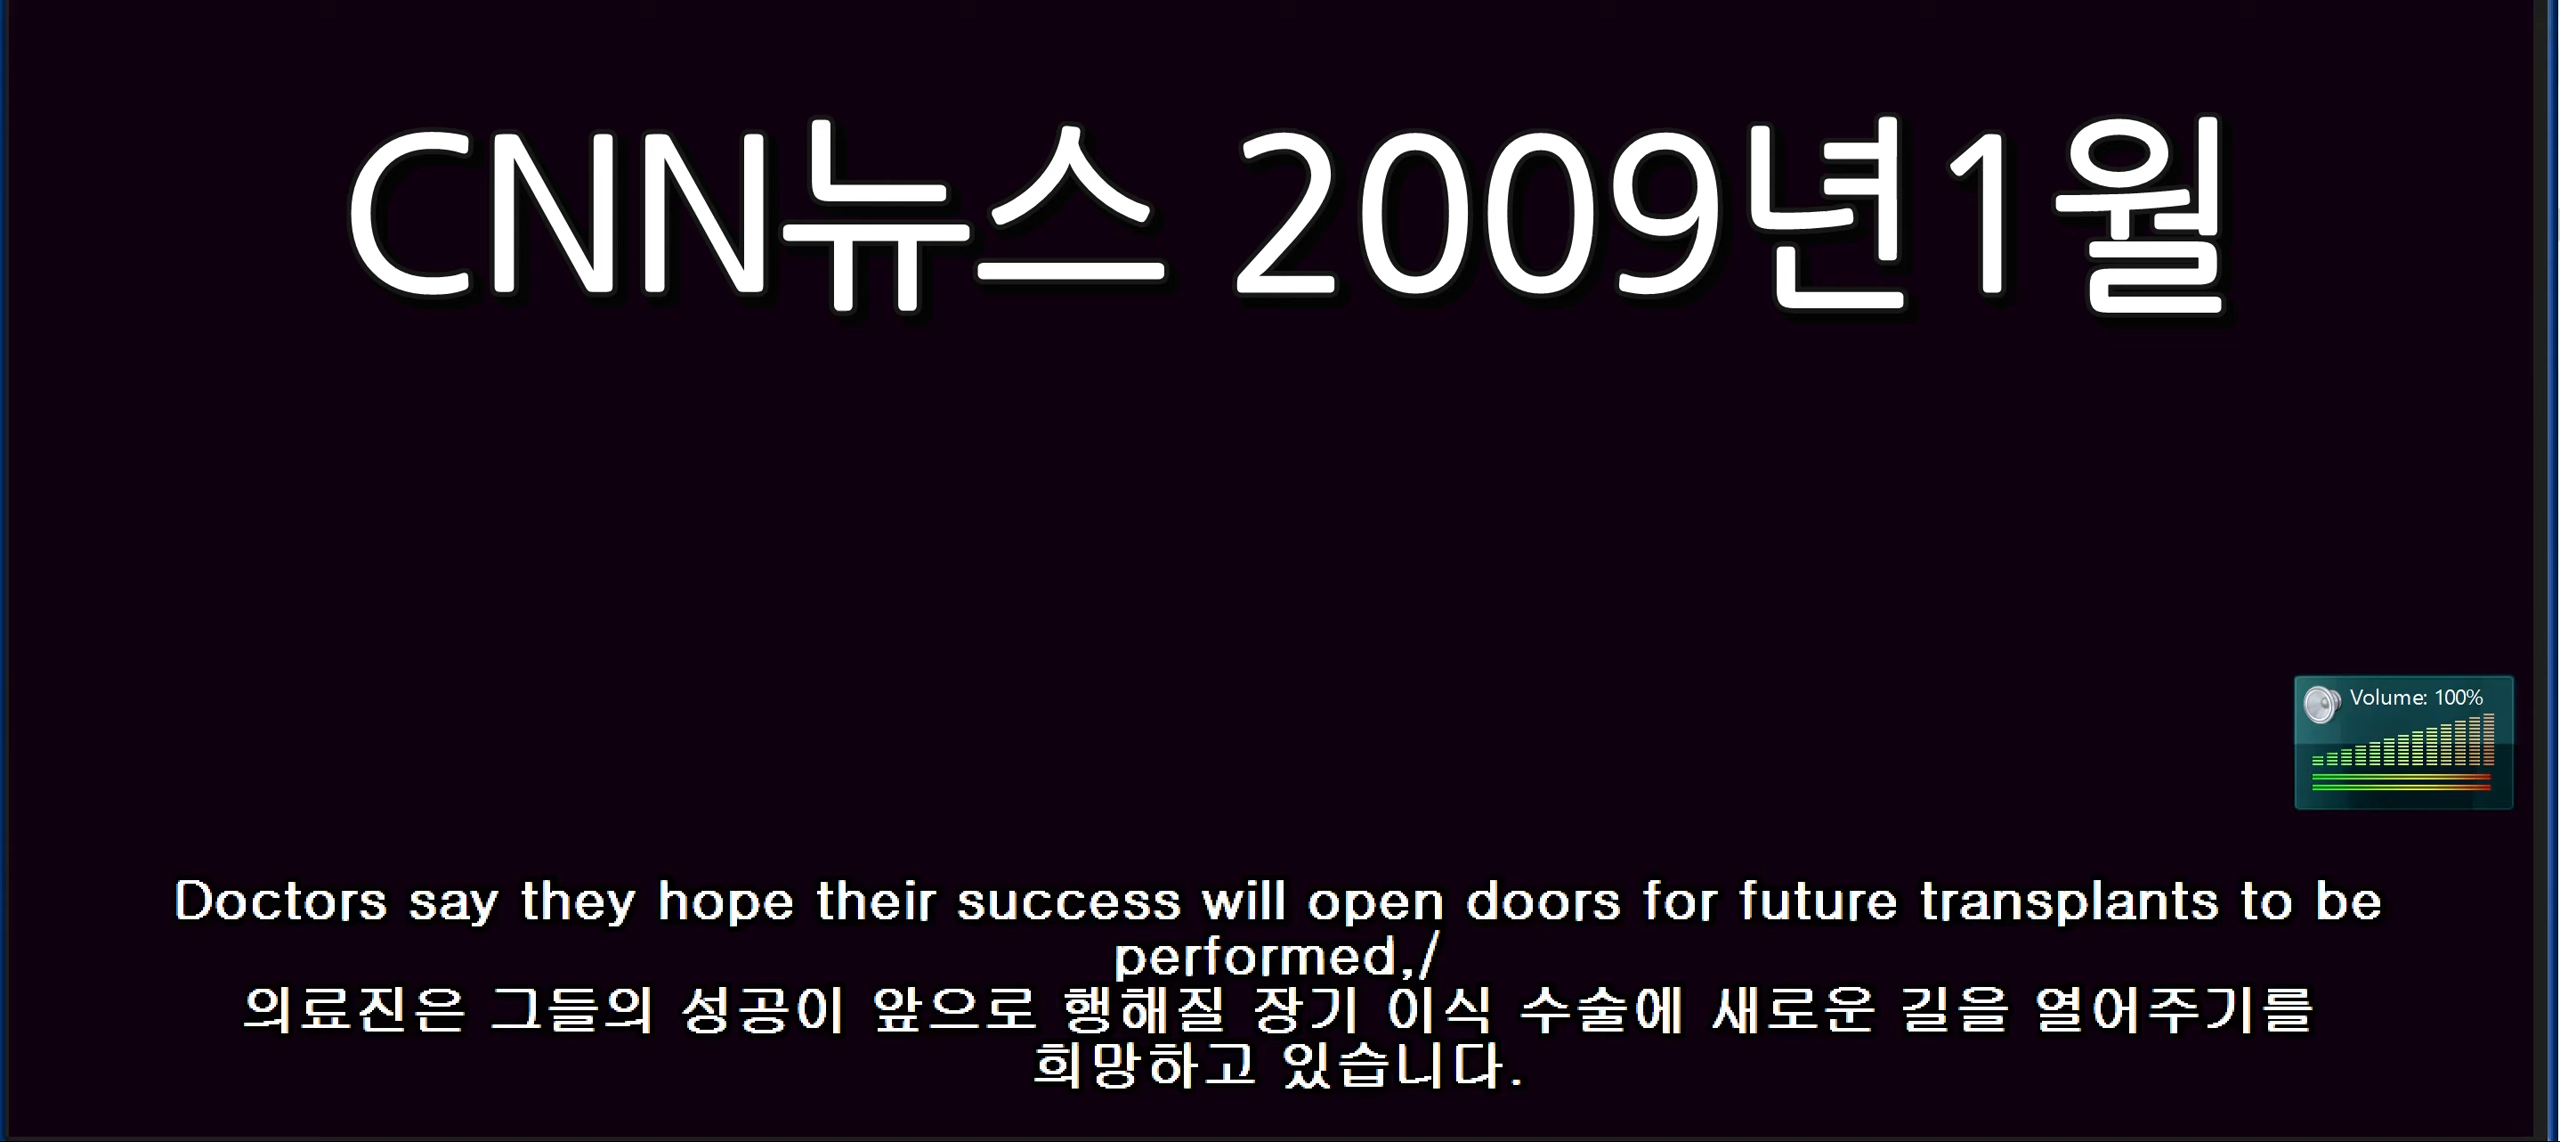 CNN뉴스 2009년1월
Volume: 100%
Doctors say they hope their success will open doors for future transplants to be
performed,/
의료진은 그들의 성공이 앞으로 행해질 장기 이식 수술에 새로운 길을 열어주기를
희망하고 있습니다.